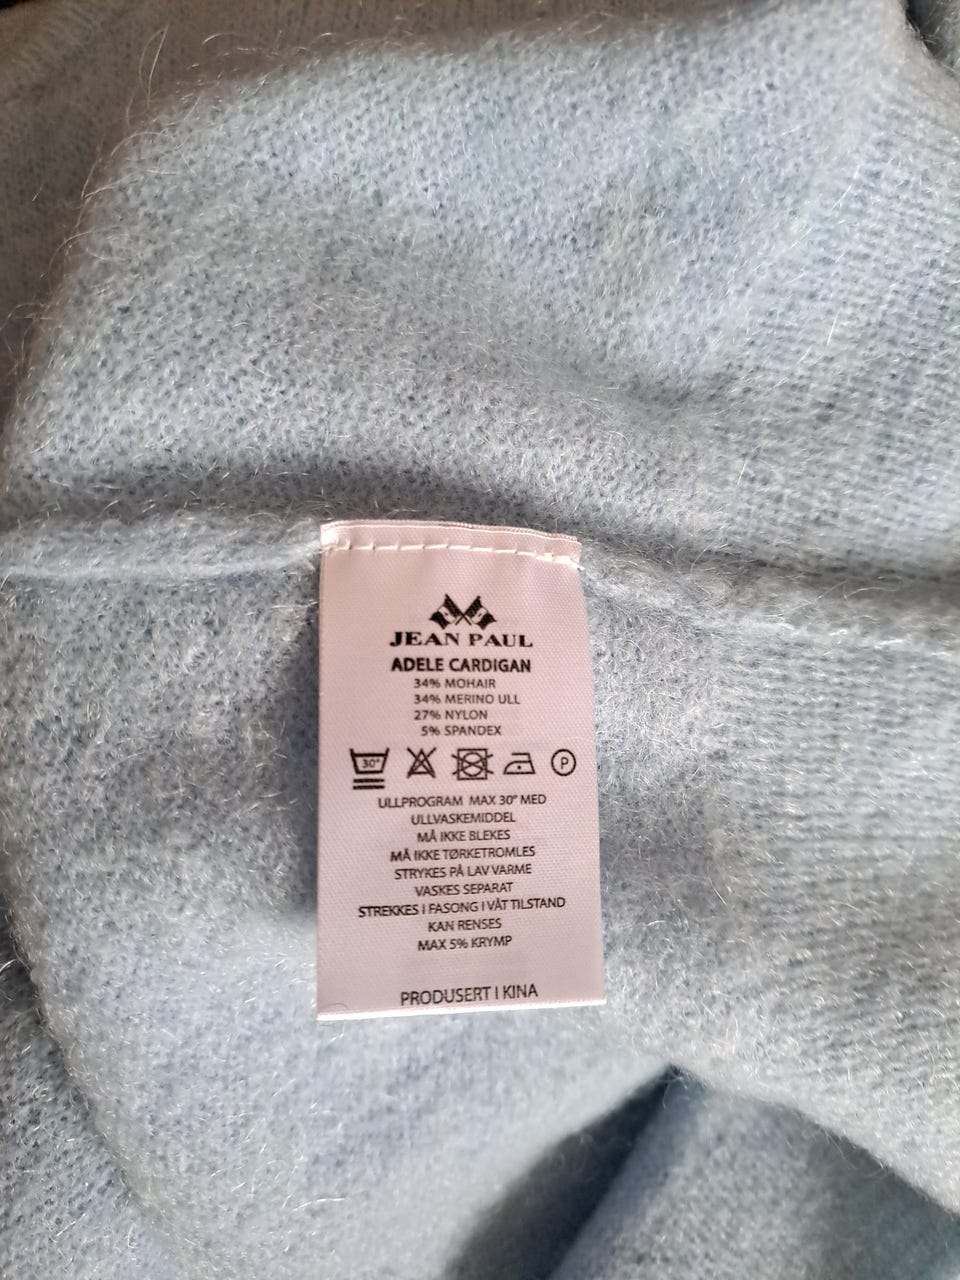 JEAN PAUL
ADELE CARDIGAN
34% MOHAIR
34% MERINO ULL
27% NYLON
5% SPANDEX
30° P
ULLPROGRAM MAX 30° MED
ULLVASKEMIDDEL
MÅ IKKE BLEKES
MÅ IKKE TØRKETROMLES
STRYKES PÅ LAV VARME
VASKES SEPARAT
STREKKES I FASONG I VÅT TILSTAND
KAN RENSES
MAX 5% KRYMP
PRODUSERT I KINA